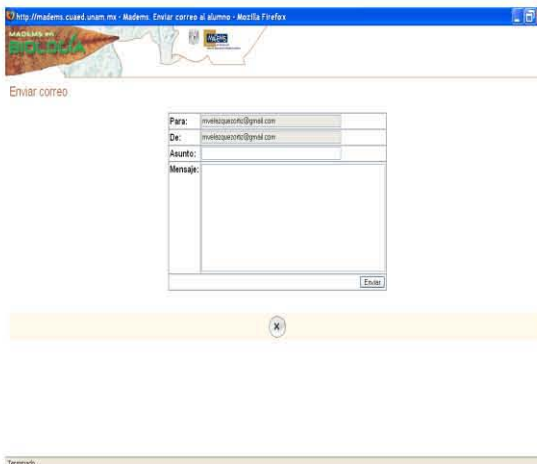 http://madems.cuaed.unam.mx - Madems. Enviar correo al alumno - Mozilla Firefox
MADEMS en
BIOLOGÍA
MADEMS
Enviar correo
Para: mvelazquezortiz@gmail.com
De: mvelazquezortiz@gmail.com
Asunto:
Mensaje:
Enviar
X
Terminado